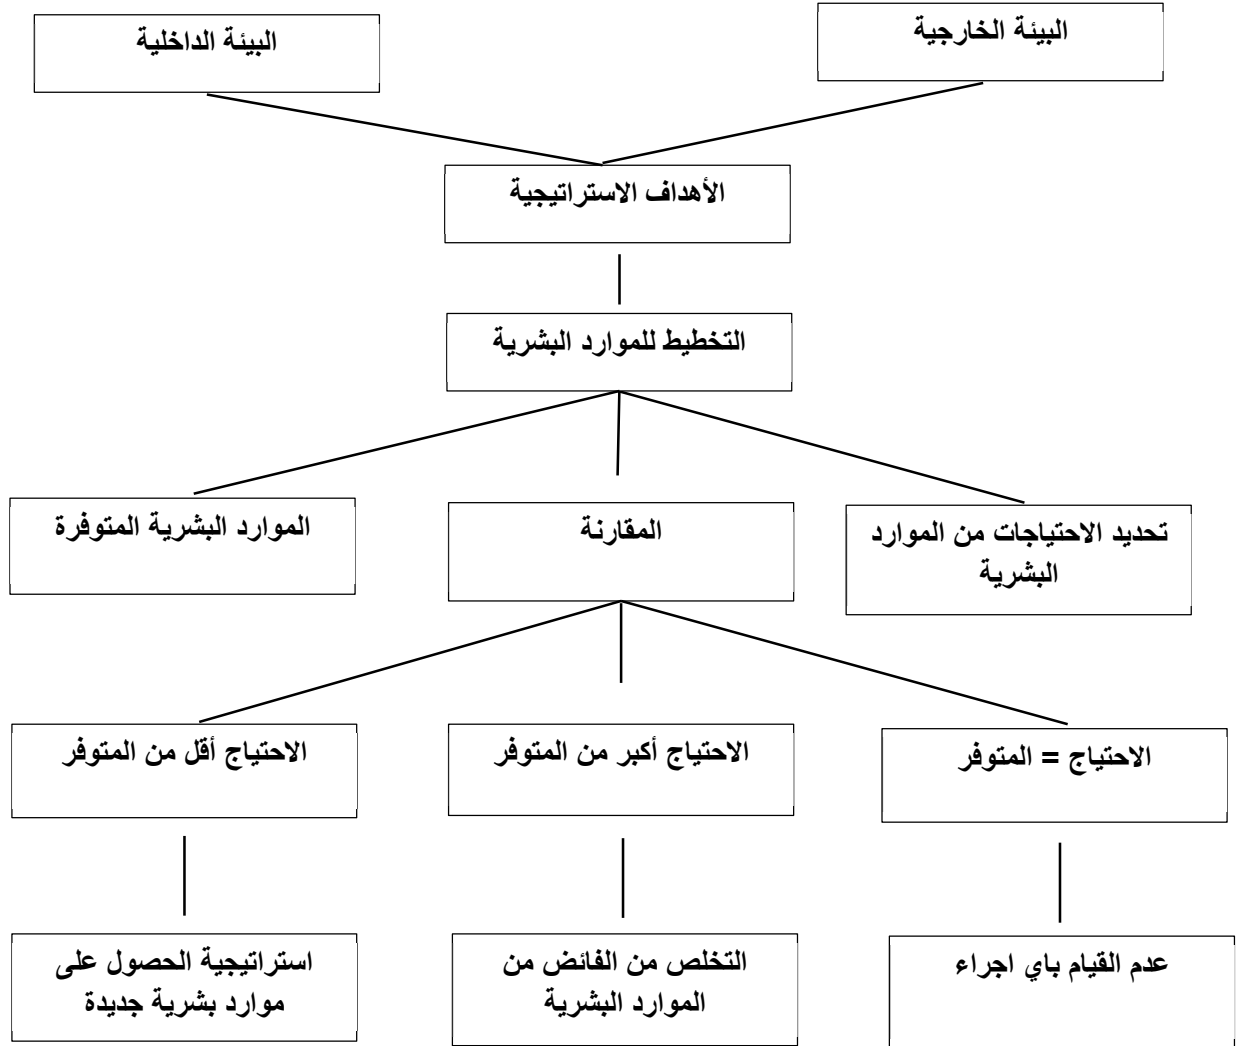 البيئة الخارجية
البيئة الداخلية
الأهداف الاستراتيجية
التخطيط للموارد البشرية
تحديد الاحتياجات من الموارد
البشرية
المقارنة
الموارد البشرية المتوفرة
الاحتياج = المتوفر
الاحتياج أكبر من المتوفر
الاحتياج أقل من المتوفر
عدم القيام باي اجراء
التخلص من الفائض من
الموارد البشرية
استراتيجية الحصول على
موارد بشرية جديدة